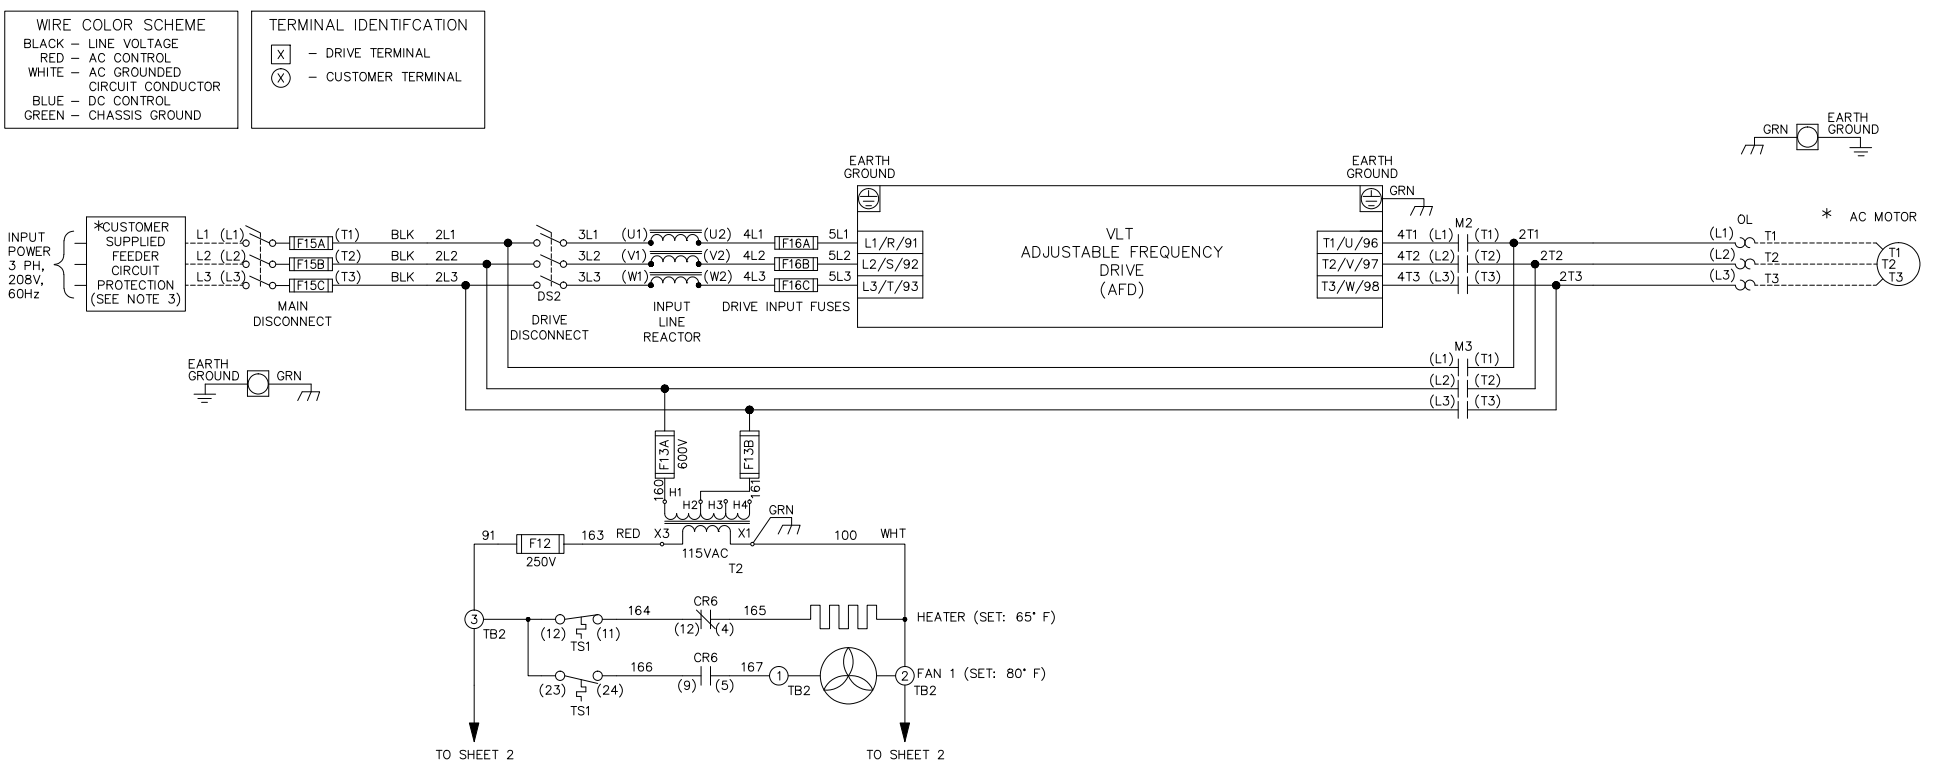 WIRE COLOR SCHEME
BLACK – LINE VOLTAGE
RED – AC CONTROL
WHITE – AC GROUNDED
CIRCUIT CONDUCTOR
BLUE – DC CONTROL
GREEN – CHASSIS GROUND
TERMINAL IDENTIFCATION
X – DRIVE TERMINAL
X – CUSTOMER TERMINAL
GRN
EARTH
GROUND
INPUT
POWER
3 PH,
208V,
60Hz
*CUSTOMER
SUPPLIED
FEEDER
CIRCUIT
PROTECTION
(SEE NOTE 3)
L1 (L1) F15A (T1) BLK 2L1
L2 (L2) F15B (T2) BLK 2L2
L3 (L3) F15C (T3) BLK 2L3
MAIN
DISCONNECT
3L1 (U1) (U2) 4L1 F16A 5L1
3L2 (V1) (V2) 4L2 F16B 5L2
3L3 (W1) (W2) 4L3 F16C 5L3
DS2
DRIVE
DISCONNECT
INPUT
LINE
REACTOR
DRIVE INPUT FUSES
EARTH
GROUND
L1/R/91
L2/S/92
L3/T/93
VLT
ADJUSTABLE FREQUENCY
DRIVE
(AFD)
EARTH
GROUND
GRN
T1/U/96
T2/V/97
T3/W/98
M2
4T1 (L1) (T1) 2T1
4T2 (L2) (T2) 2T2
4T3 (L3) (T3) 2T3
OL
(L1) T1
(L2) T2
(L3) T3
* AC MOTOR
T1
T2
T3
M3
(L1) (T1)
(L2) (T2)
(L3) (T3)
EARTH
GROUND
GRN
F13A
600V
F13B
160
161
H1
H2 H3 H4
GRN
91 F12 163 RED X3 X1 100 WHT
250V
115VAC
T2
3
TB2
(12) (11)
TS1
164
CR6
(12) (4)
165
HEATER (SET: 65° F)
(23) (24)
TS1
166
CR6
(9) (5)
167
1
TB2
2
TB2
FAN 1 (SET: 80° F)
TO SHEET 2
TO SHEET 2